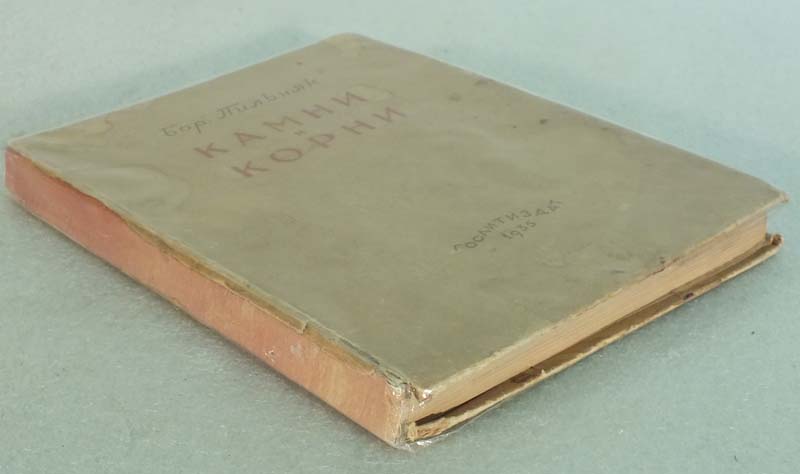 Бор. Пильняк
КАМНИ
И
КОРНИ
ГОСЛИТИЗДАТ
1935